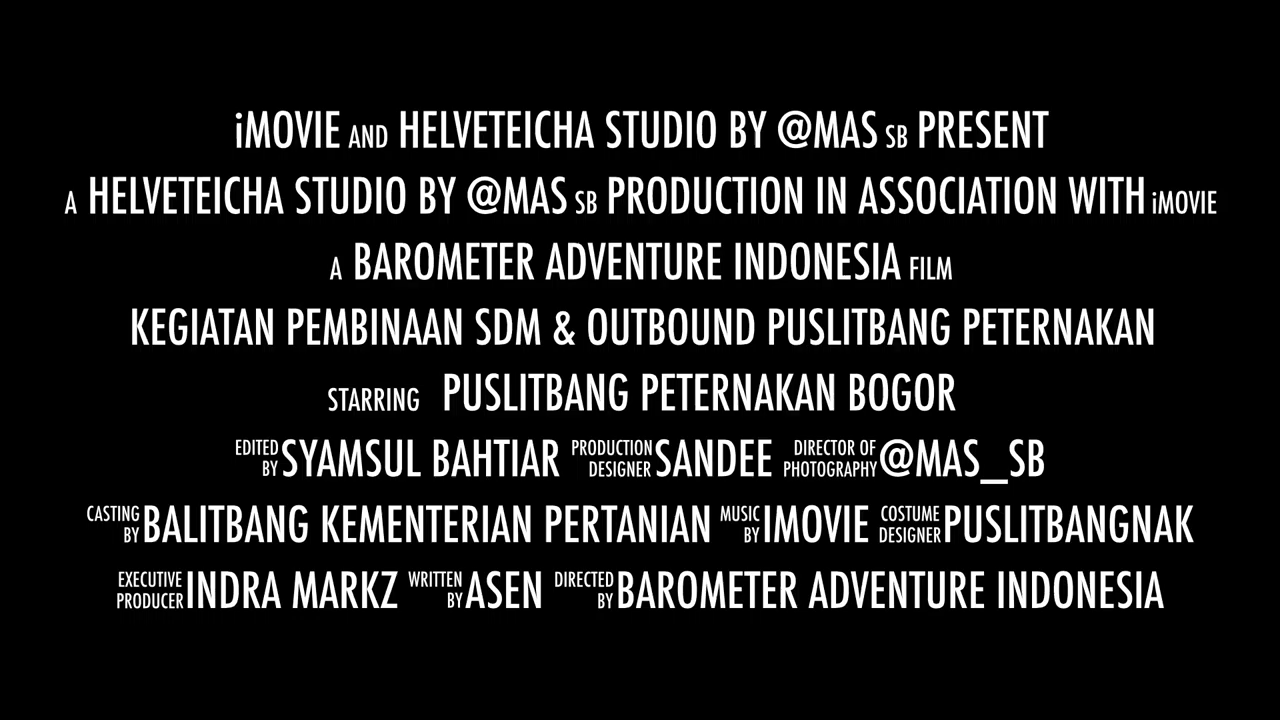 iMOVIE AND HELVETEICHA STUDIO BY @MAS SB PRESENT
A HELVETEICHA STUDIO BY @MAS SB PRODUCTION IN ASSOCIATION WITH iMOVIE
A BAROMETER ADVENTURE INDONESIA FILM
KEGIATAN PEMBINAAN SDM & OUTBOUND PUSLITBANG PETERNAKAN
STARRING PUSLITBANG PETERNAKAN BOGOR
EDITED BY SYAMSUL BAHTIAR PRODUCTION DESIGNER SANDEE DIRECTOR OF PHOTOGRAPHY @MAS_SB
CASTING BY BALITBANG KEMENTERIAN PERTANIAN MUSIC BY IMOVIE COSTUME DESIGNER PUSLITBANGNAK
EXECUTIVE PRODUCER INDRA MARKZ WRITTEN BY ASEN DIRECTED BY BAROMETER ADVENTURE INDONESIA